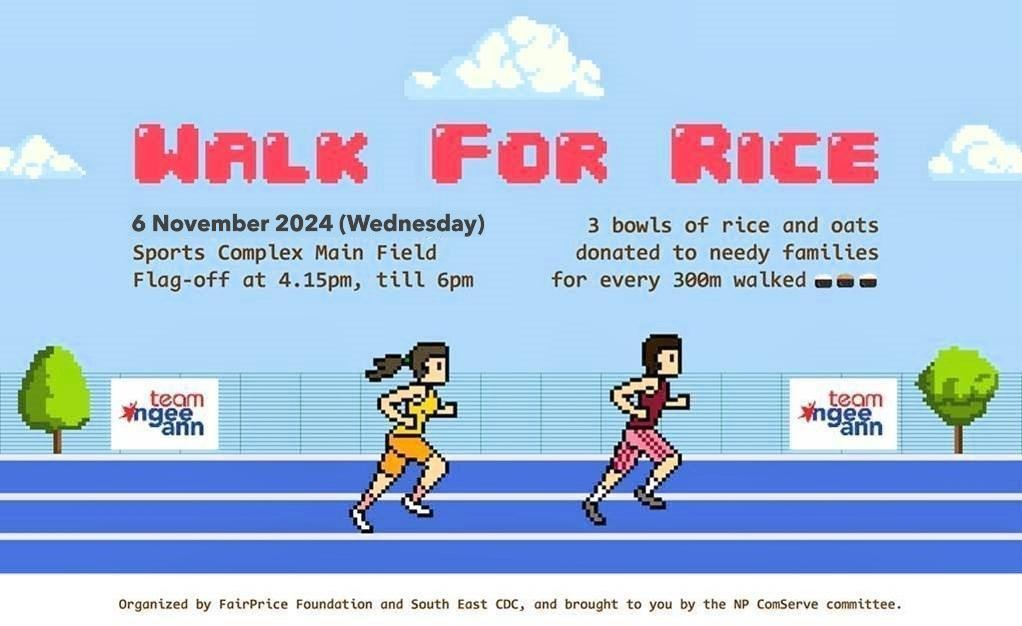 WALK FOR RICE
6 November 2024 (Wednesday)
Sports Complex Main Field
Flag-off at 4.15pm, till 6pm
3 bowls of rice and oats
donated to needy families
for every 300m walked
team
ngee
ann
team
ngee
ann
Organized by FairPrice Foundation and South East CDC, and brought to you by the NP ComServe committee.